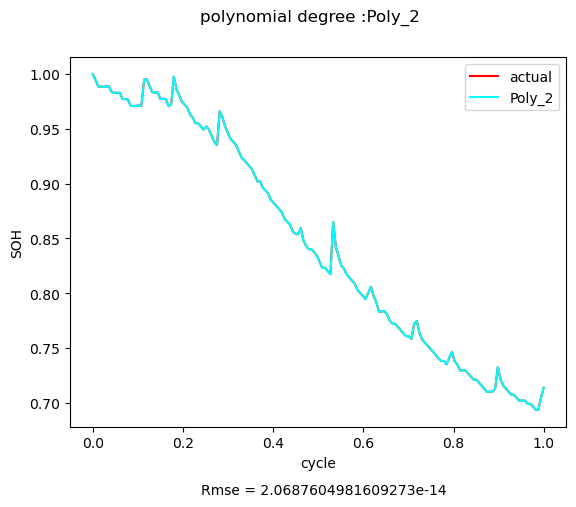 polynomial degree :Poly_2
actual
Poly_2
1.00
0.95
0.90
0.85
0.80
0.75
0.70
SOH
0.0 0.2 0.4 0.6 0.8 1.0
cycle
Rmse = 2.0687604981609273e-14